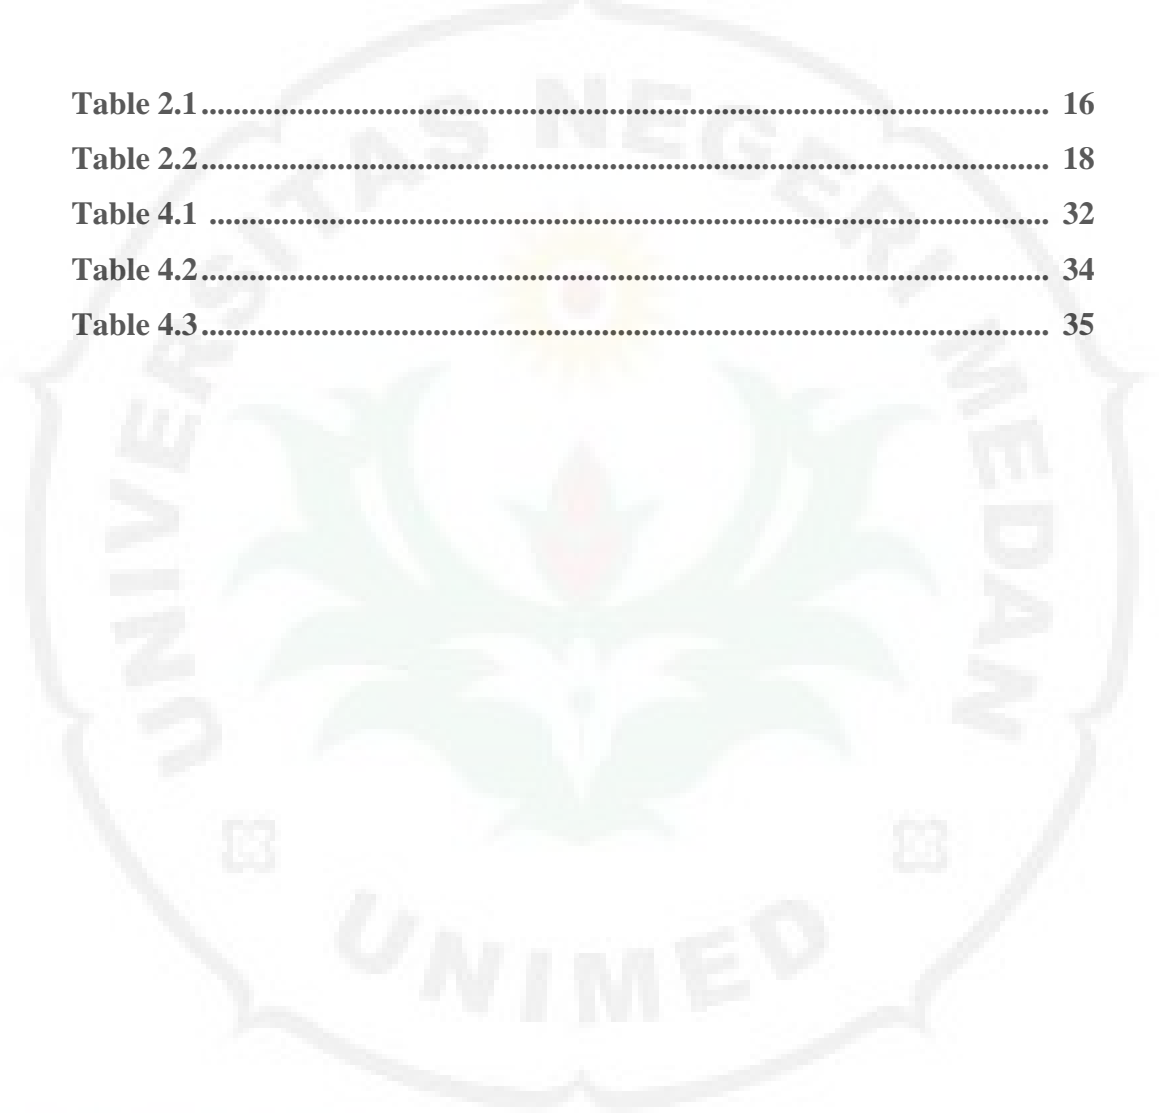 Table 2.1.......................................................................................................... 16
Table 2.2.......................................................................................................... 18
Table 4.1 ......................................................................................................... 32
Table 4.2.......................................................................................................... 34
Table 4.3.......................................................................................................... 35
UNIVERSITAS NEGERI MEDAN
UNIMED